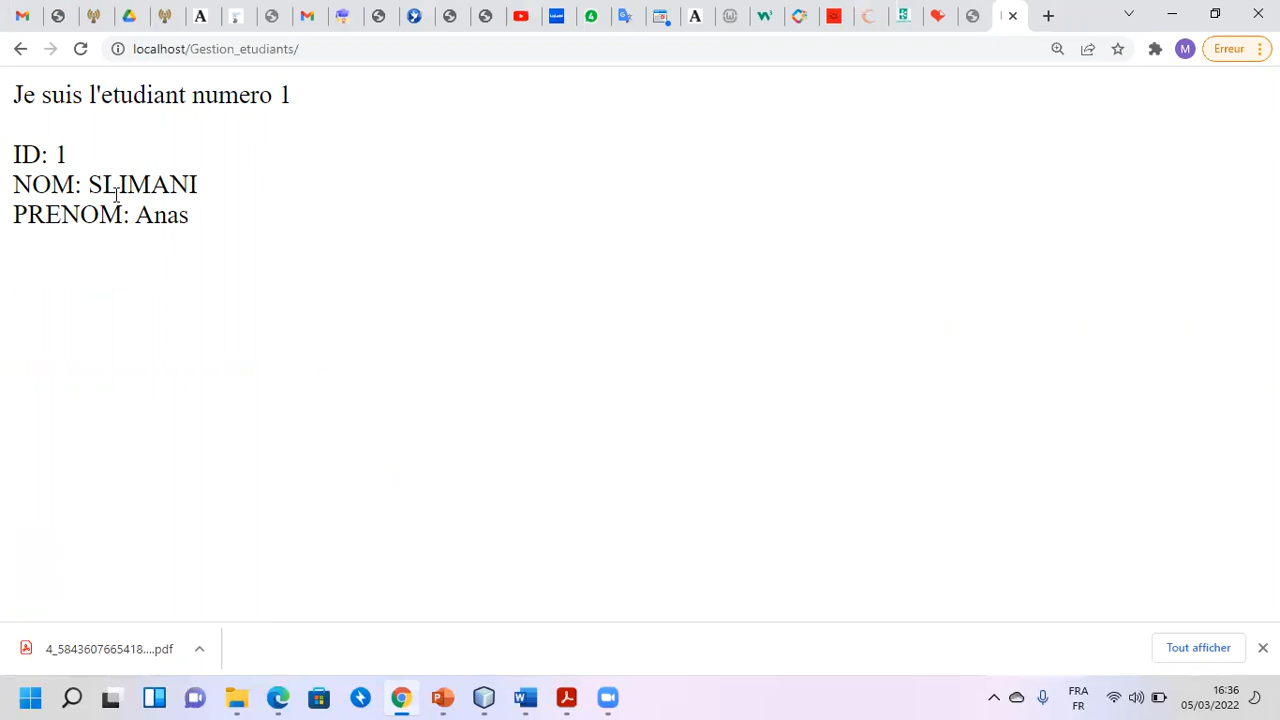 localhost/Gestion_etudiants/
M
Erreur
Je suis l'etudiant numero 1
ID: 1
NOM: SLIMANI
PRENOM: Anas
4_5843607665418....pdf
Tout afficher
FRA
FR
16:36
05/03/2022